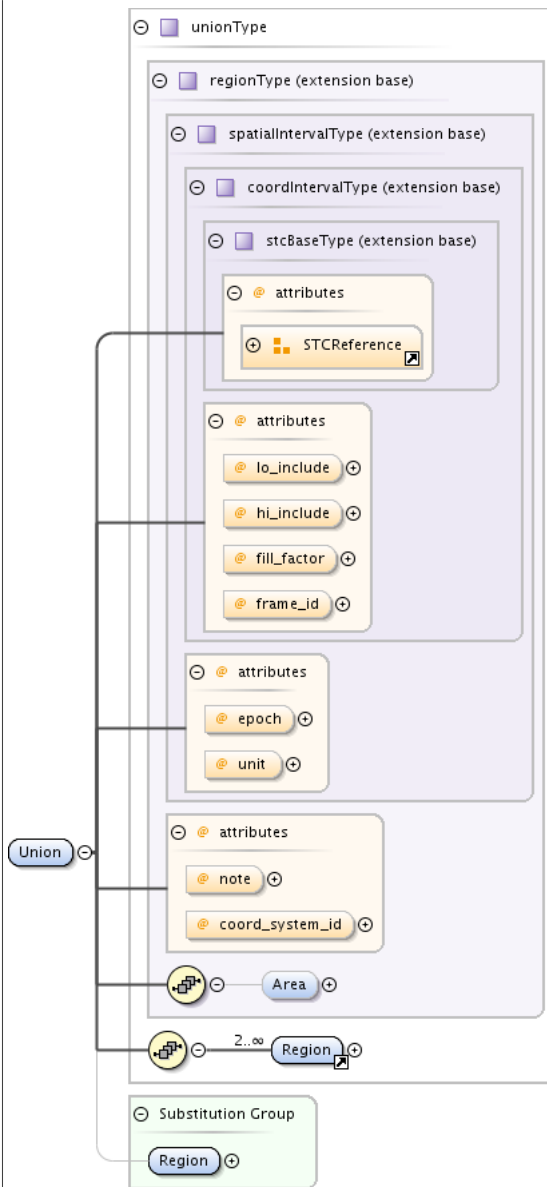 unionType
regionType (extension base)
spatialIntervalType (extension base)
coordIntervalType (extension base)
stcBaseType (extension base)
@ attributes
STCReference
@ attributes
@ lo_include
@ hi_include
@ fill_factor
@ frame_id
@ attributes
@ epoch
@ unit
@ attributes
Union
@ note
@ coord_system_id
Area
2..∞ Region
Substitution Group
Region